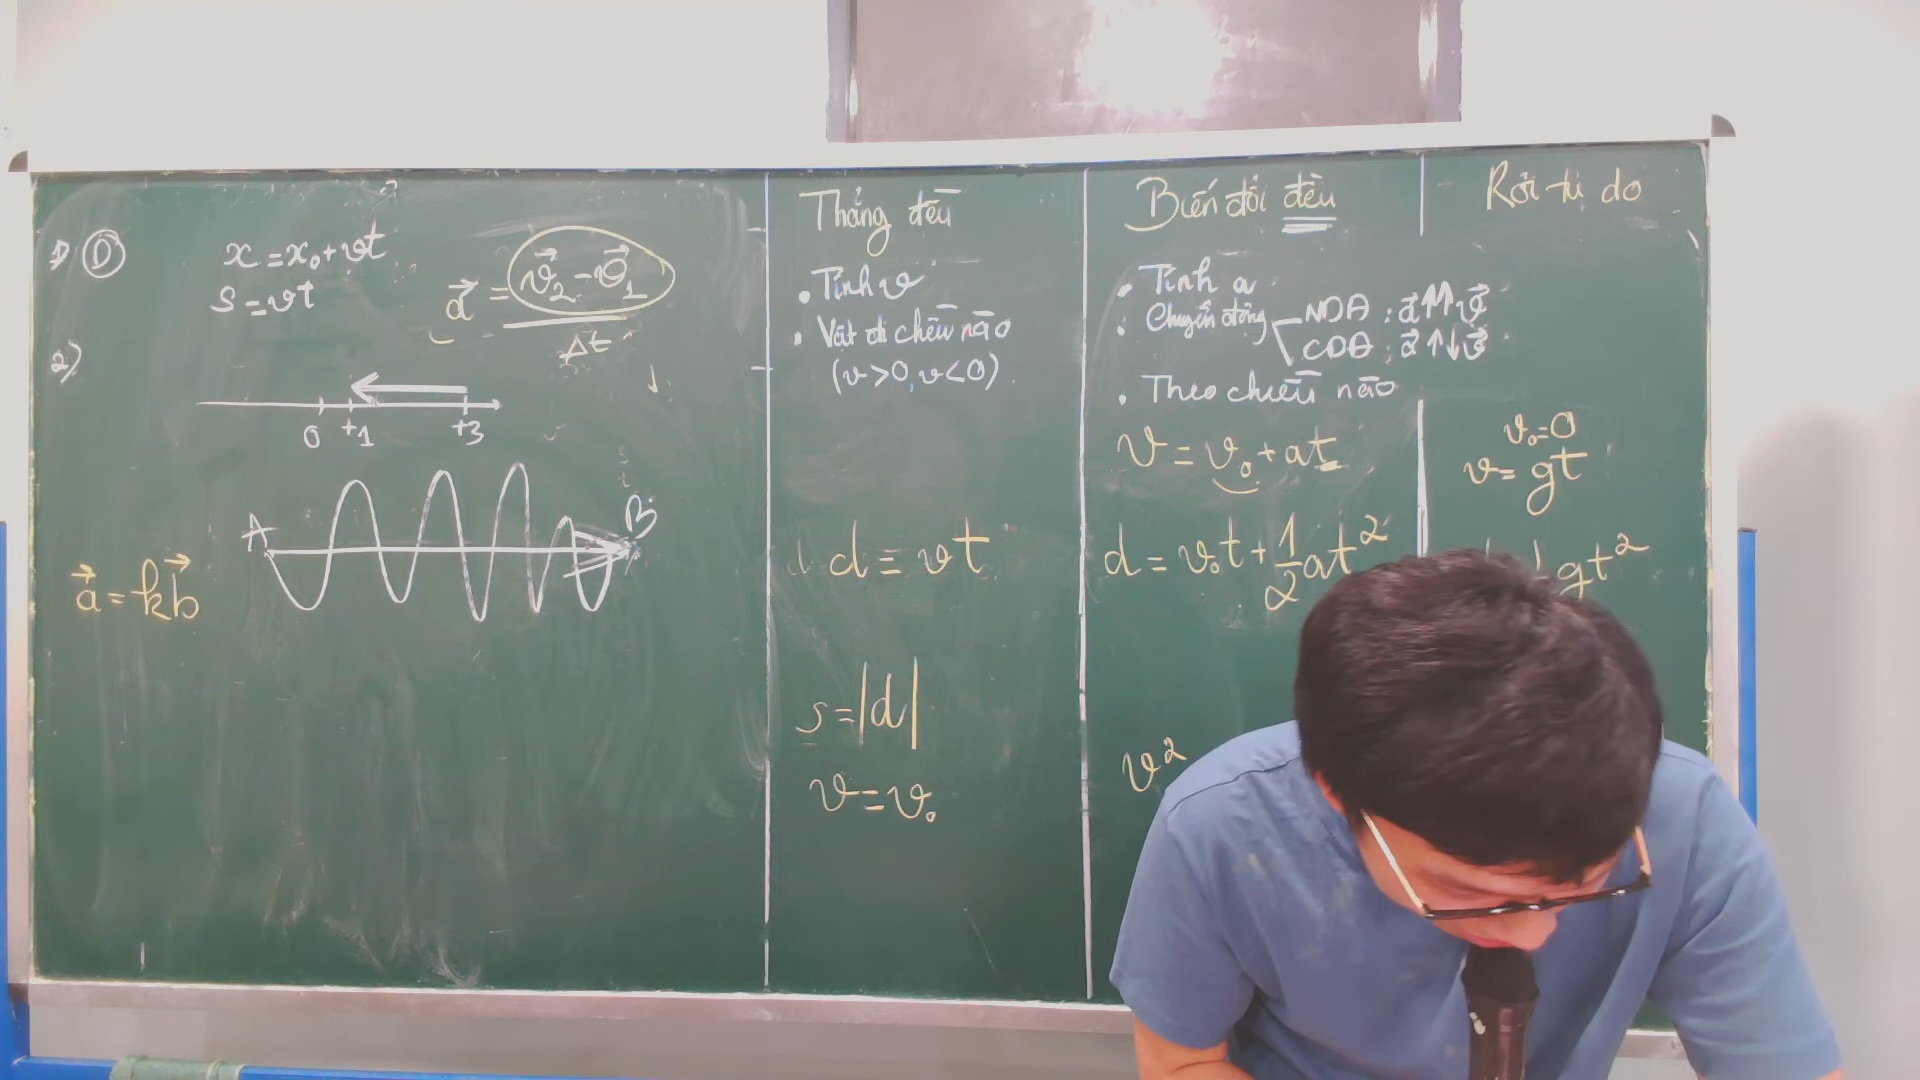 1) Ⓓ
x = x₀ + vt
s = vt
a⃗ = (v⃗₂ - v⃗₁) / Δt
2)
0 +1 +3
A B
a⃗ = kb⃗
Thẳng đều
• Tính v
• Vật đi chiều nào
(v > 0, v < 0)
d = vt
s = |d|
v = v₀
Biến đổi đều
• Tính a
• Chuyển động
NDĐ : a⃗ ↑↑ v⃗
CDĐ : a⃗ ↑↓ v⃗
• Theo chiều nào
v = v₀ + at
d = v₀t + 1/2 at²
v²
Rơi tự do
v₀ = 0
v = gt
gt²